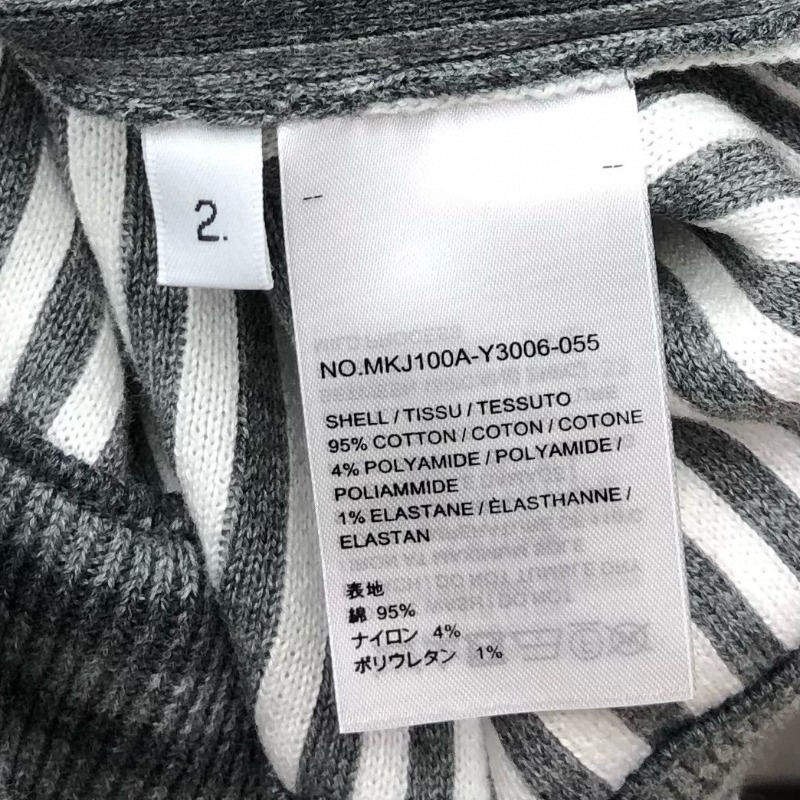 2.
NO.MKJ100A-Y3006-055
SHELL / TISSU / TESSUTO
95% COTTON / COTON / COTONE
4% POLYAMIDE / POLYAMIDE /
POLIAMMIDE
1% ELASTANE / ÉLASTHANNE /
ELASTAN
表地
綿 95%
ナイロン 4%
ポリウレタン 1%